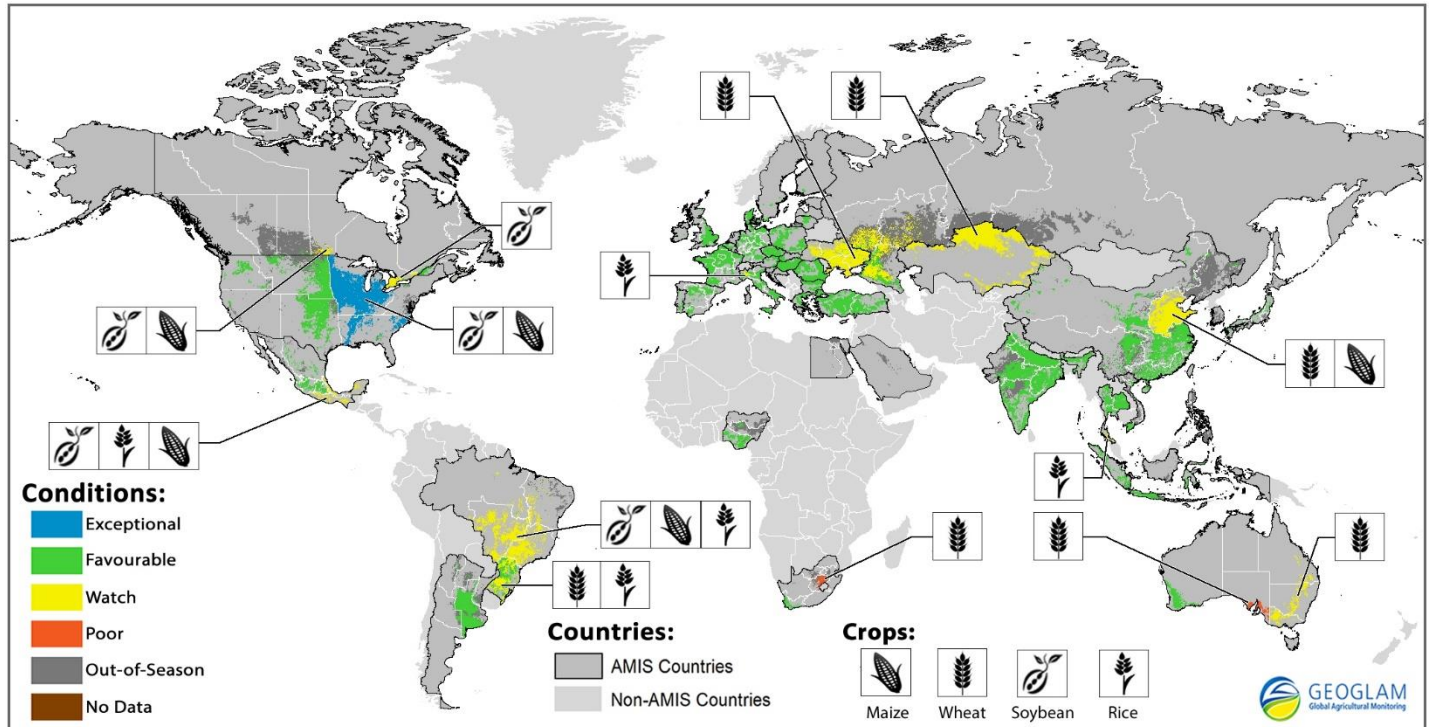 Conditions:
Exceptional
Favourable
Watch
Poor
Out-of-Season
No Data
Countries:
AMIS Countries
Non-AMIS Countries
Crops:
Maize
Wheat
Soybean
Rice
GEOGLAM
Global Agricultural Monitoring